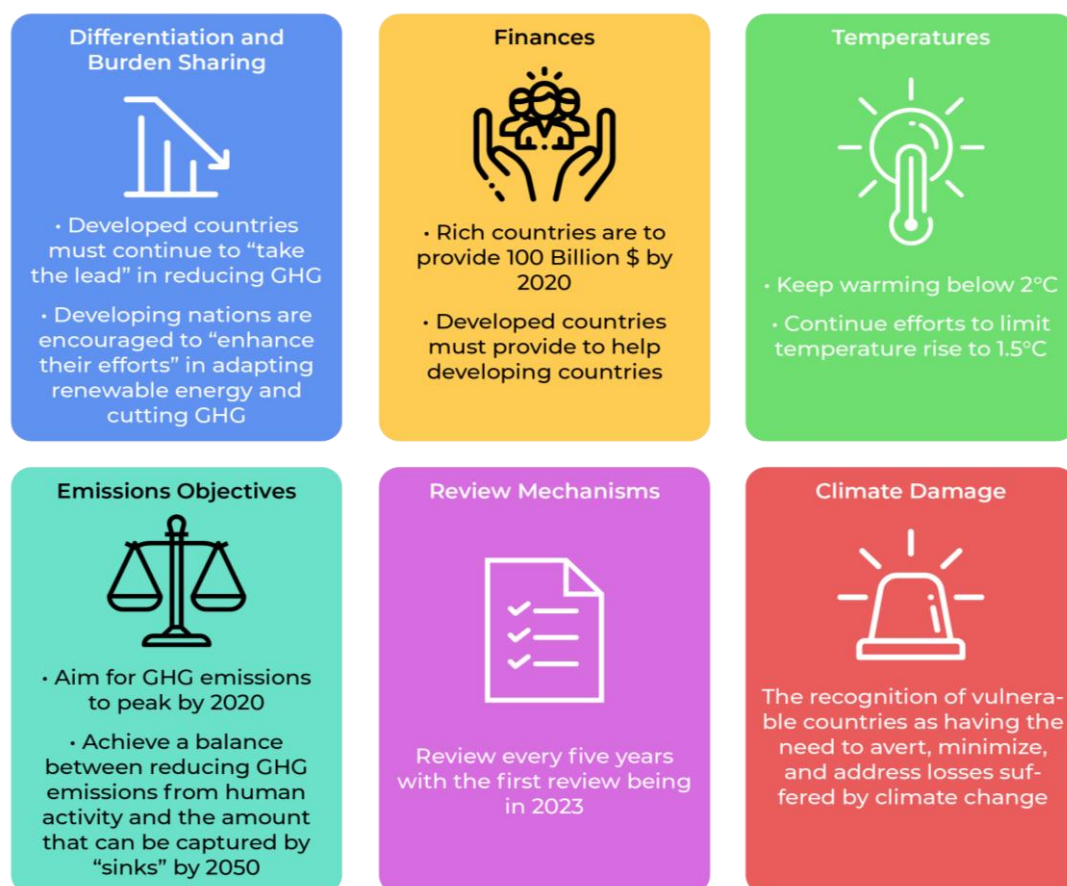 Differentiation and
Burden Sharing
• Developed countries
must continue to “take
the lead” in reducing GHG
• Developing nations are
encouraged to “enhance
their efforts” in adapting
renewable energy and
cutting GHG
Finances
• Rich countries are to
provide 100 Billion $ by
2020
• Developed countries
must provide to help
developing countries
Temperatures
• Keep warming below 2°C
• Continue efforts to limit
temperature rise to 1.5°C
Emissions Objectives
• Aim for GHG emissions
to peak by 2020
• Achieve a balance
between reducing GHG
emissions from human
activity and the amount
that can be captured by
“sinks” by 2050
Review Mechanisms
Review every five years
with the first review being
in 2023
Climate Damage
The recognition of vulnera-
ble countries as having the
need to avert, minimize,
and address losses suf-
fered by climate change